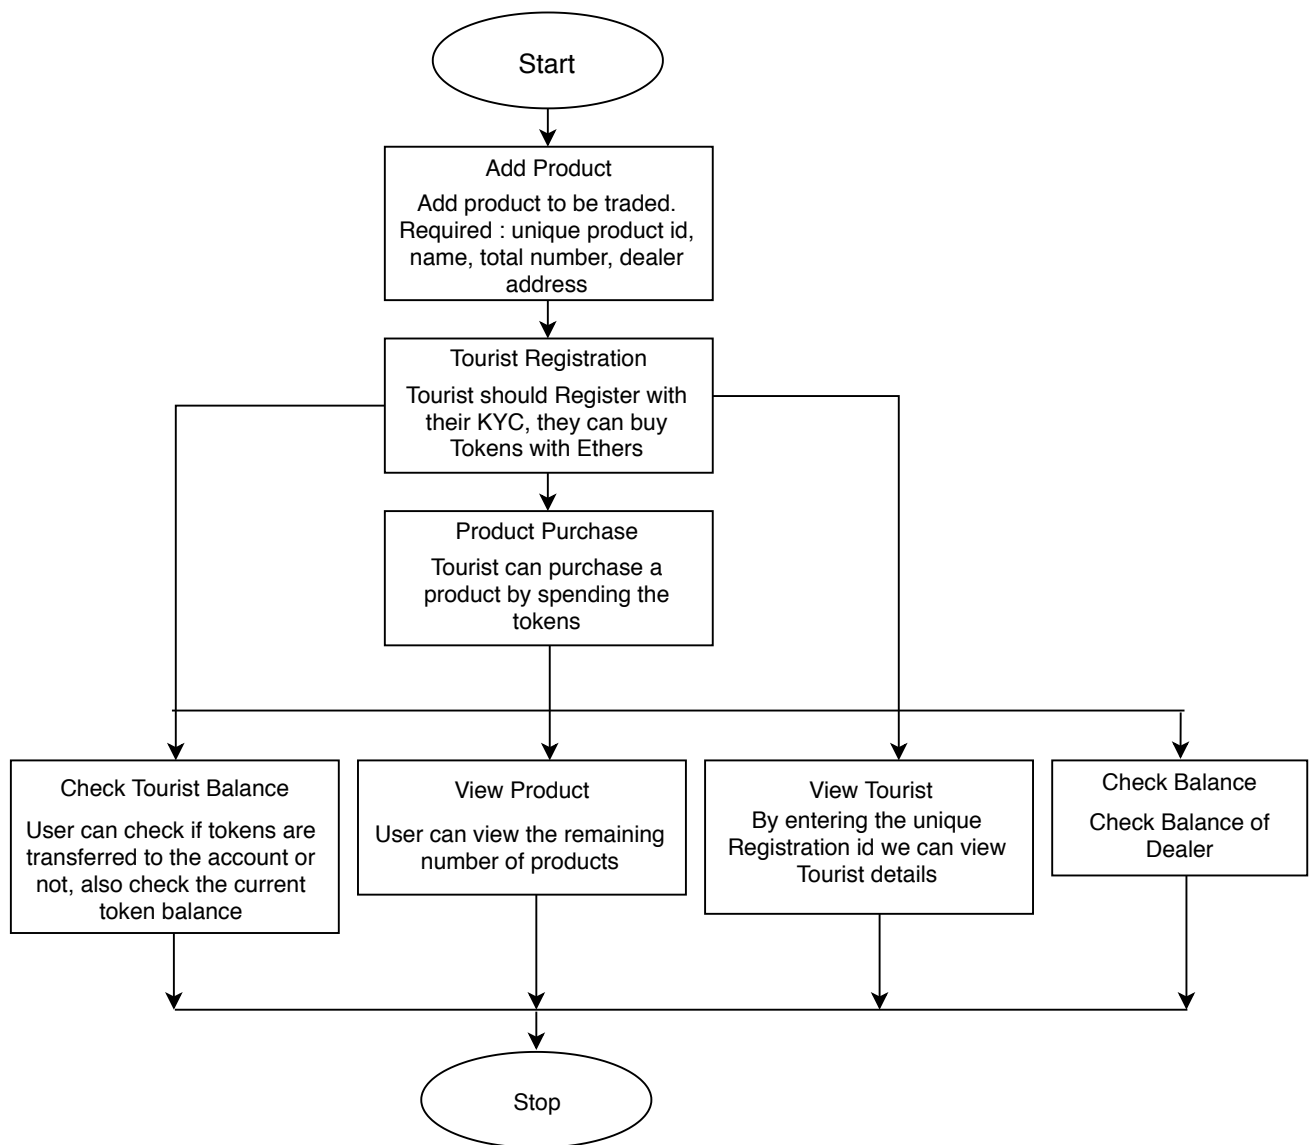 Start
Add Product
Add product to be traded.
Required : unique product id,
name, total number, dealer
address
Tourist Registration
Tourist should Register with
their KYC, they can buy
Tokens with Ethers
Product Purchase
Tourist can purchase a
product by spending the
tokens
Check Tourist Balance
User can check if tokens are
transferred to the account or
not, also check the current
token balance
View Product
User can view the remaining
number of products
View Tourist
By entering the unique
Registration id we can view
Tourist details
Check Balance
Check Balance of
Dealer
Stop